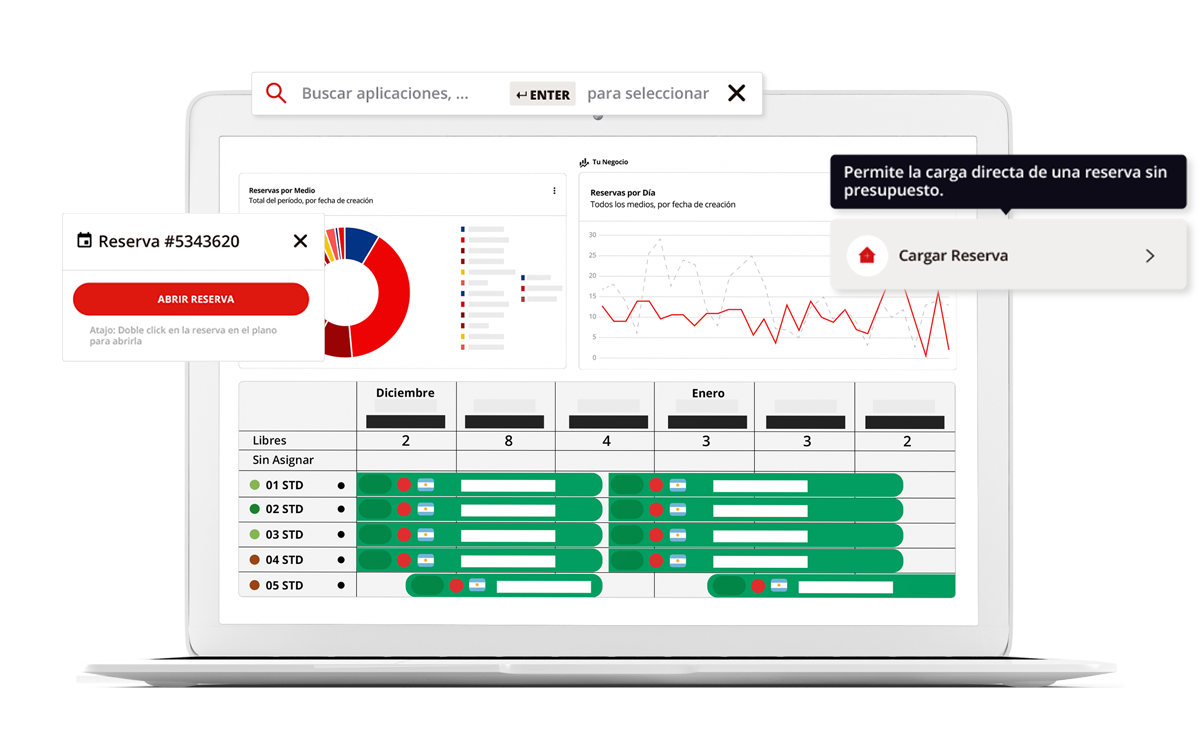 Buscar aplicaciones, ...
↵ ENTER
para seleccionar
Tu Negocio
Permite la carga directa de una reserva sin
presupuesto.
Cargar Reserva
Reservas por Medio
Total del período, por fecha de creación
Reservas por Día
Todos los medios, por fecha de creación
Reserva #5343620
ABRIR RESERVA
Atajo: Doble click en la reserva en el plano
para abrirla
30
25
20
15
10
5
0
Diciembre
Enero
Libres 2 8 4 3 3 2
Sin Asignar
01 STD
02 STD
03 STD
04 STD
05 STD